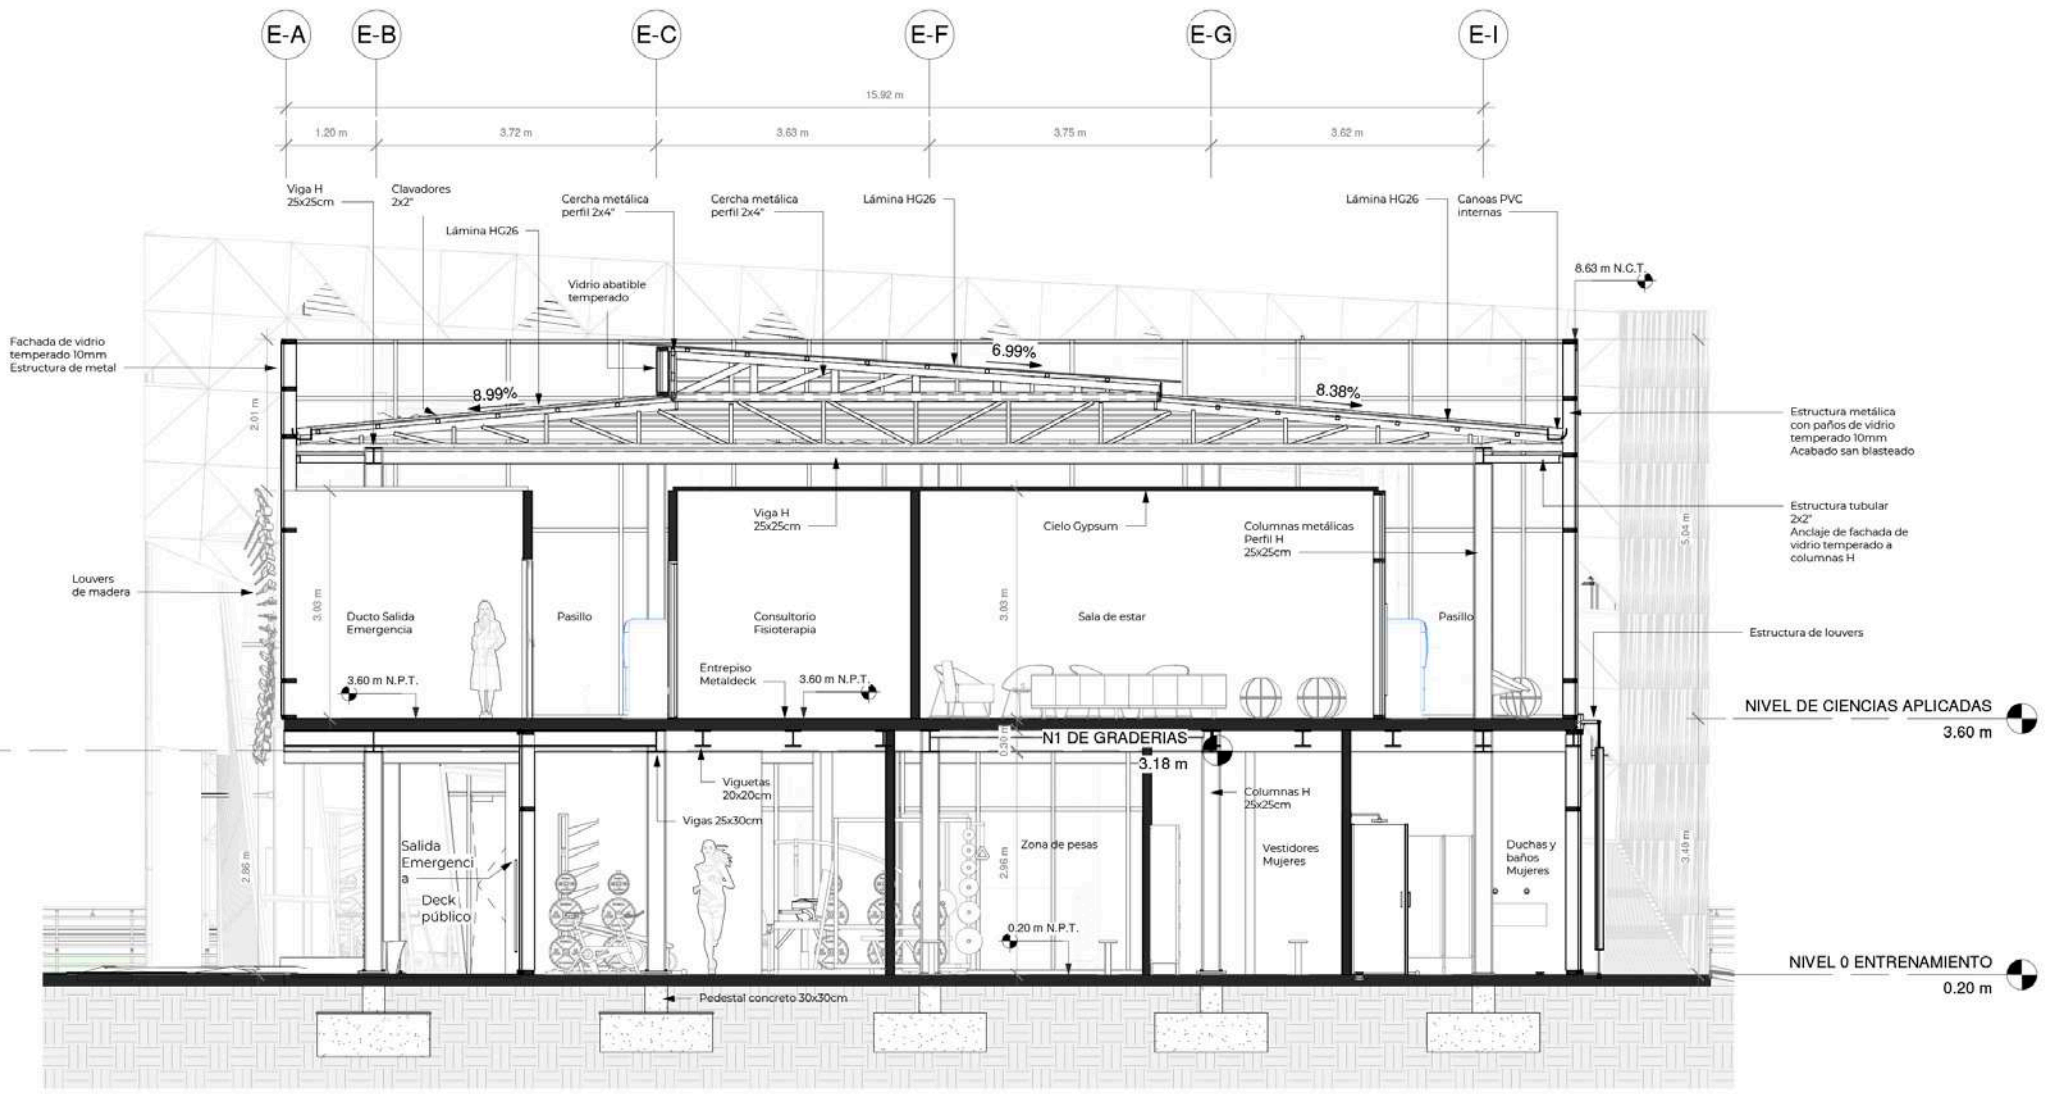 E-A E-B E-C E-F E-G E-I
15.92 m
1.20 m 3.72 m 3.63 m 3.75 m 3.62 m
Viga H
25x25cm
Clavadores
2x2"
Lámina HG26
Cercha metálica
perfil 2x4"
Cercha metálica
perfil 2x4"
Lámina HG26
Lámina HG26
Canoas PVC
internas
Vidrio abatible
temperado
8.63 m N.C.T.
Fachada de vidrio
temperado 10mm
Estructura de metal
8.99%
6.99%
8.38%
2.01 m
Estructura metálica
con paños de vidrio
temperado 10mm
Acabado san blasteado
Viga H
25x25cm
Cielo Gypsum
Columnas metálicas
Perfil H
25x25cm
Estructura tubular
2x2"
Anclaje de fachada de
vidrio temperado a
columnas H
5.04 m
Louvers
de madera
3.03 m
Ducto Salida
Emergencia
Pasillo
Consultorio
Fisioterapia
3.03 m
Sala de estar
Pasillo
Estructura de louvers
3.60 m N.P.T.
Entrepiso
Metaldeck
3.60 m N.P.T.
NIVEL DE CIENCIAS APLICADAS
3.60 m
0.30 m
N1 DE GRADERIAS
3.18 m
Viguetas
20x20cm
Vigas 25x30cm
Columnas H
25x25cm
2.86 m
Salida
Emergenci
a
Deck
público
2.96 m
Zona de pesas
Vestidores
Mujeres
Duchas y
baños
Mujeres
3.40 m
0.20 m N.P.T.
NIVEL 0 ENTRENAMIENTO
0.20 m
Pedestal concreto 30x30cm